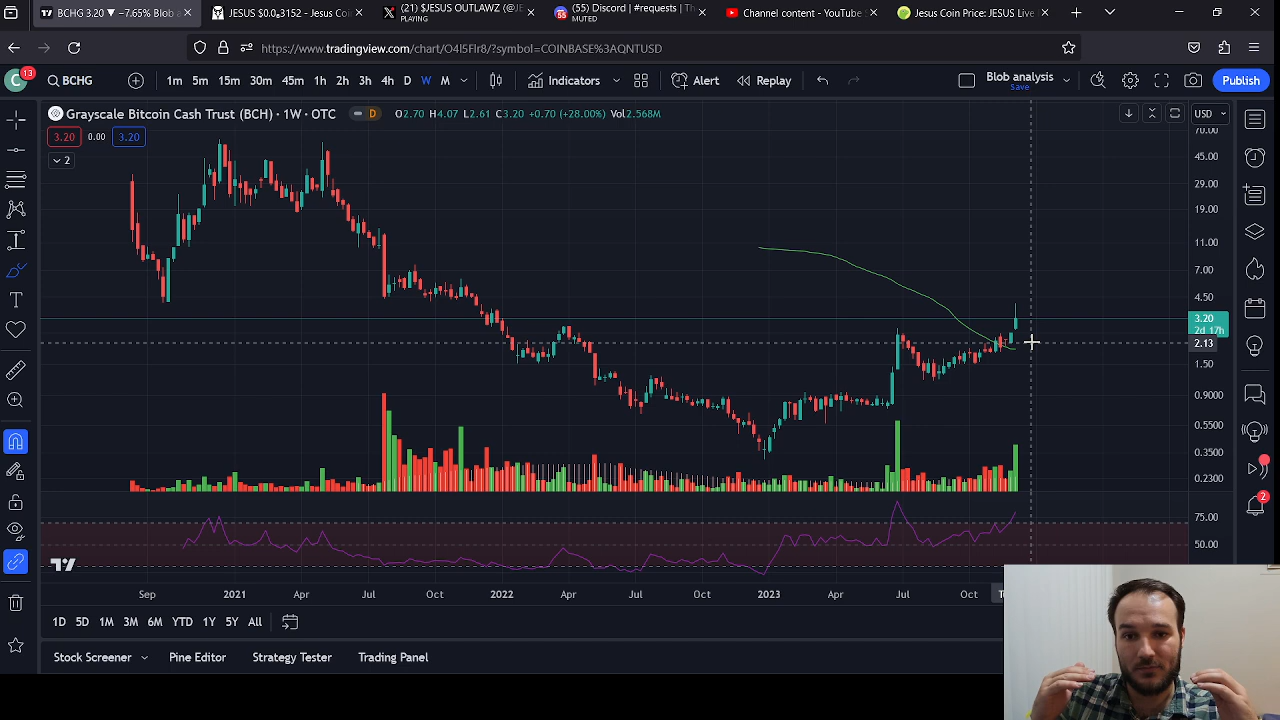 BCHG 3.20 ▼ −7.65% Blob a
JESUS $0.0₈3152 - Jesus Coi
(21) $JESUS OUTLAWZ (@JE
PLAYING
(55) Discord | #requests | Th
MUTED
Channel content - YouTube S
Jesus Coin Price: JESUS Live
https://www.tradingview.com/chart/O4I5Flr8/?symbol=COINBASE%3AQNTUSD
C 13
BCHG
1m 5m 15m 30m 45m 1h 2h 3h 4h D W M
Indicators
Alert
Replay
Blob analysis
Save
Publish
Grayscale Bitcoin Cash Trust (BCH) · 1W · OTC
D
O2.70 H4.07 L2.61 C3.20 +0.70 (+28.00%) Vol2.568M
USD
3.20 0.00 3.20
2
70.00
45.00
29.00
19.00
11.00
7.00
4.50
3.20
2d 17h
2.13
1.50
0.9000
0.5500
0.3500
0.2300
75.00
50.00
2
Sep 2021 Apr Jul Oct 2022 Apr Jul Oct 2023 Apr Jul Oct
1D 5D 1M 3M 6M YTD 1Y 5Y All
Stock Screener
Pine Editor
Strategy Tester
Trading Panel